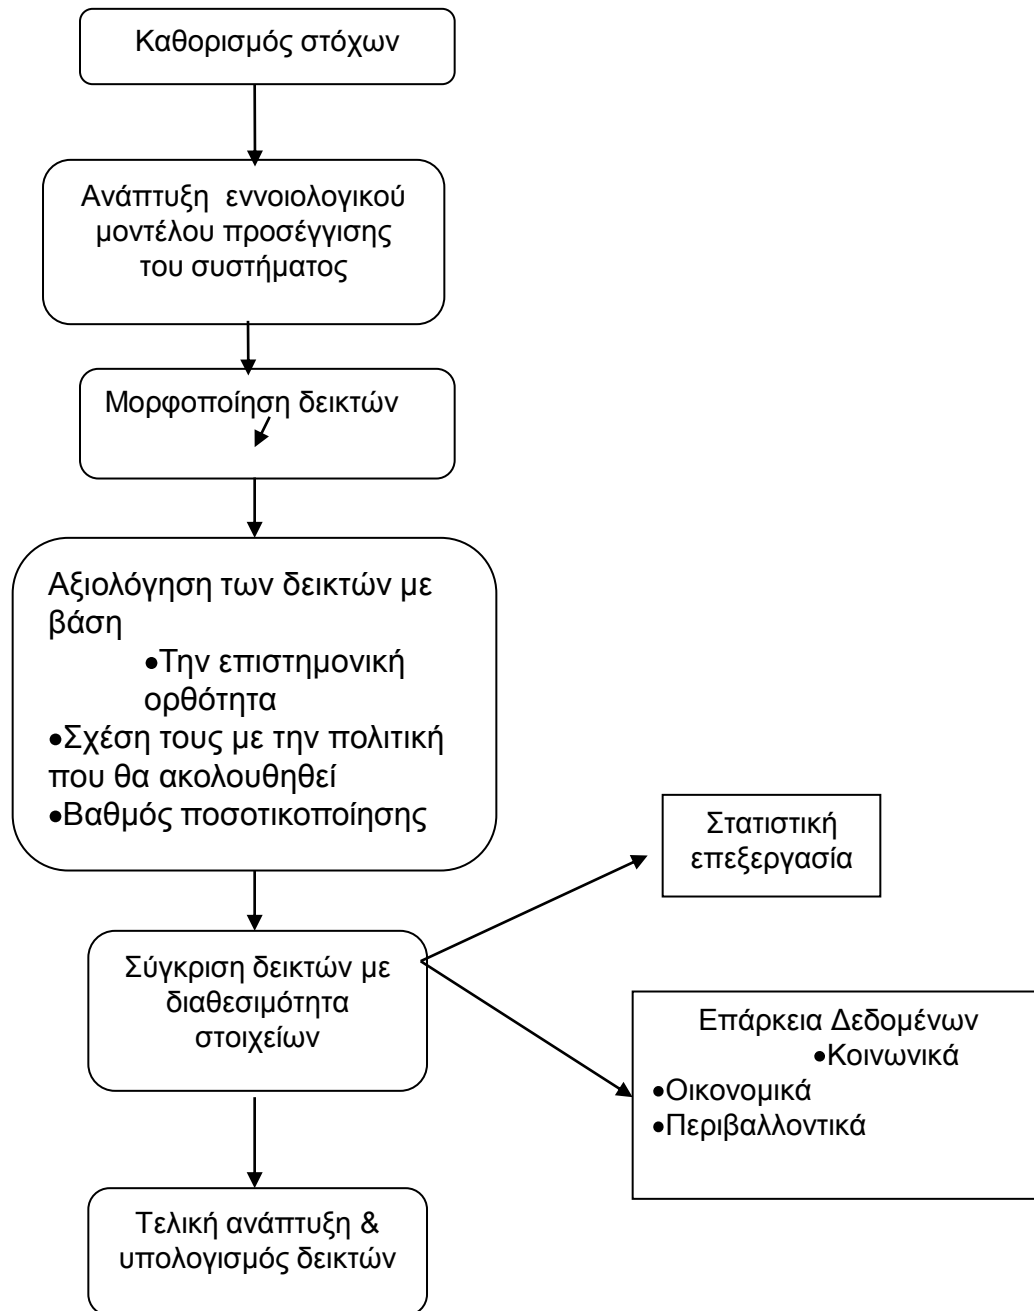 Καθορισμός στόχων
Ανάπτυξη εννοιολογικού
μοντέλου προσέγγισης
του συστήματος
Μορφοποίηση δεικτών
Αξιολόγηση των δεικτών με
βάση
•Την επιστημονική
ορθότητα
•Σχέση τους με την πολιτική
που θα ακολουθηθεί
•Βαθμός ποσοτικοποίησης
Στατιστική
επεξεργασία
Σύγκριση δεικτών με
διαθεσιμότητα
στοιχείων
Επάρκεια Δεδομένων
•Κοινωνικά
•Οικονομικά
•Περιβαλλοντικά
Τελική ανάπτυξη &
υπολογισμός δεικτών